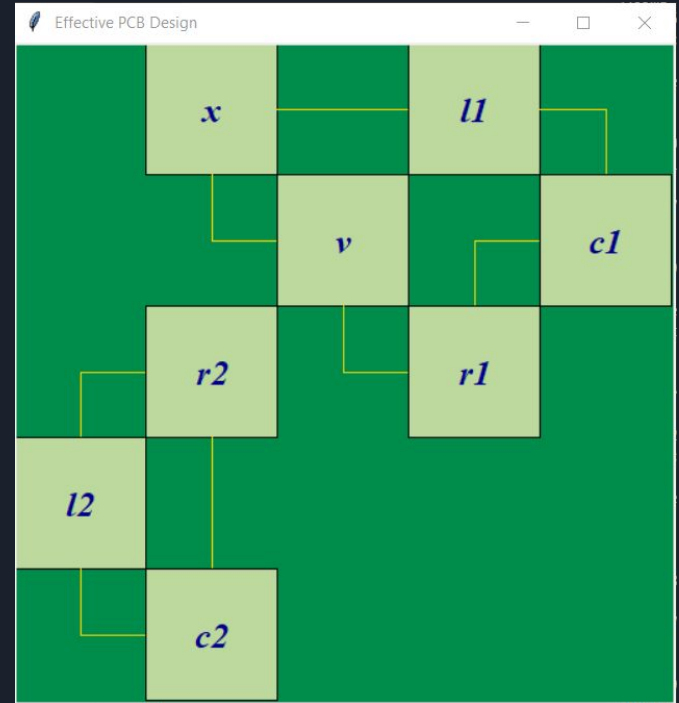 Effective PCB Design
x l1
v c1
r2 r1
l2
c2